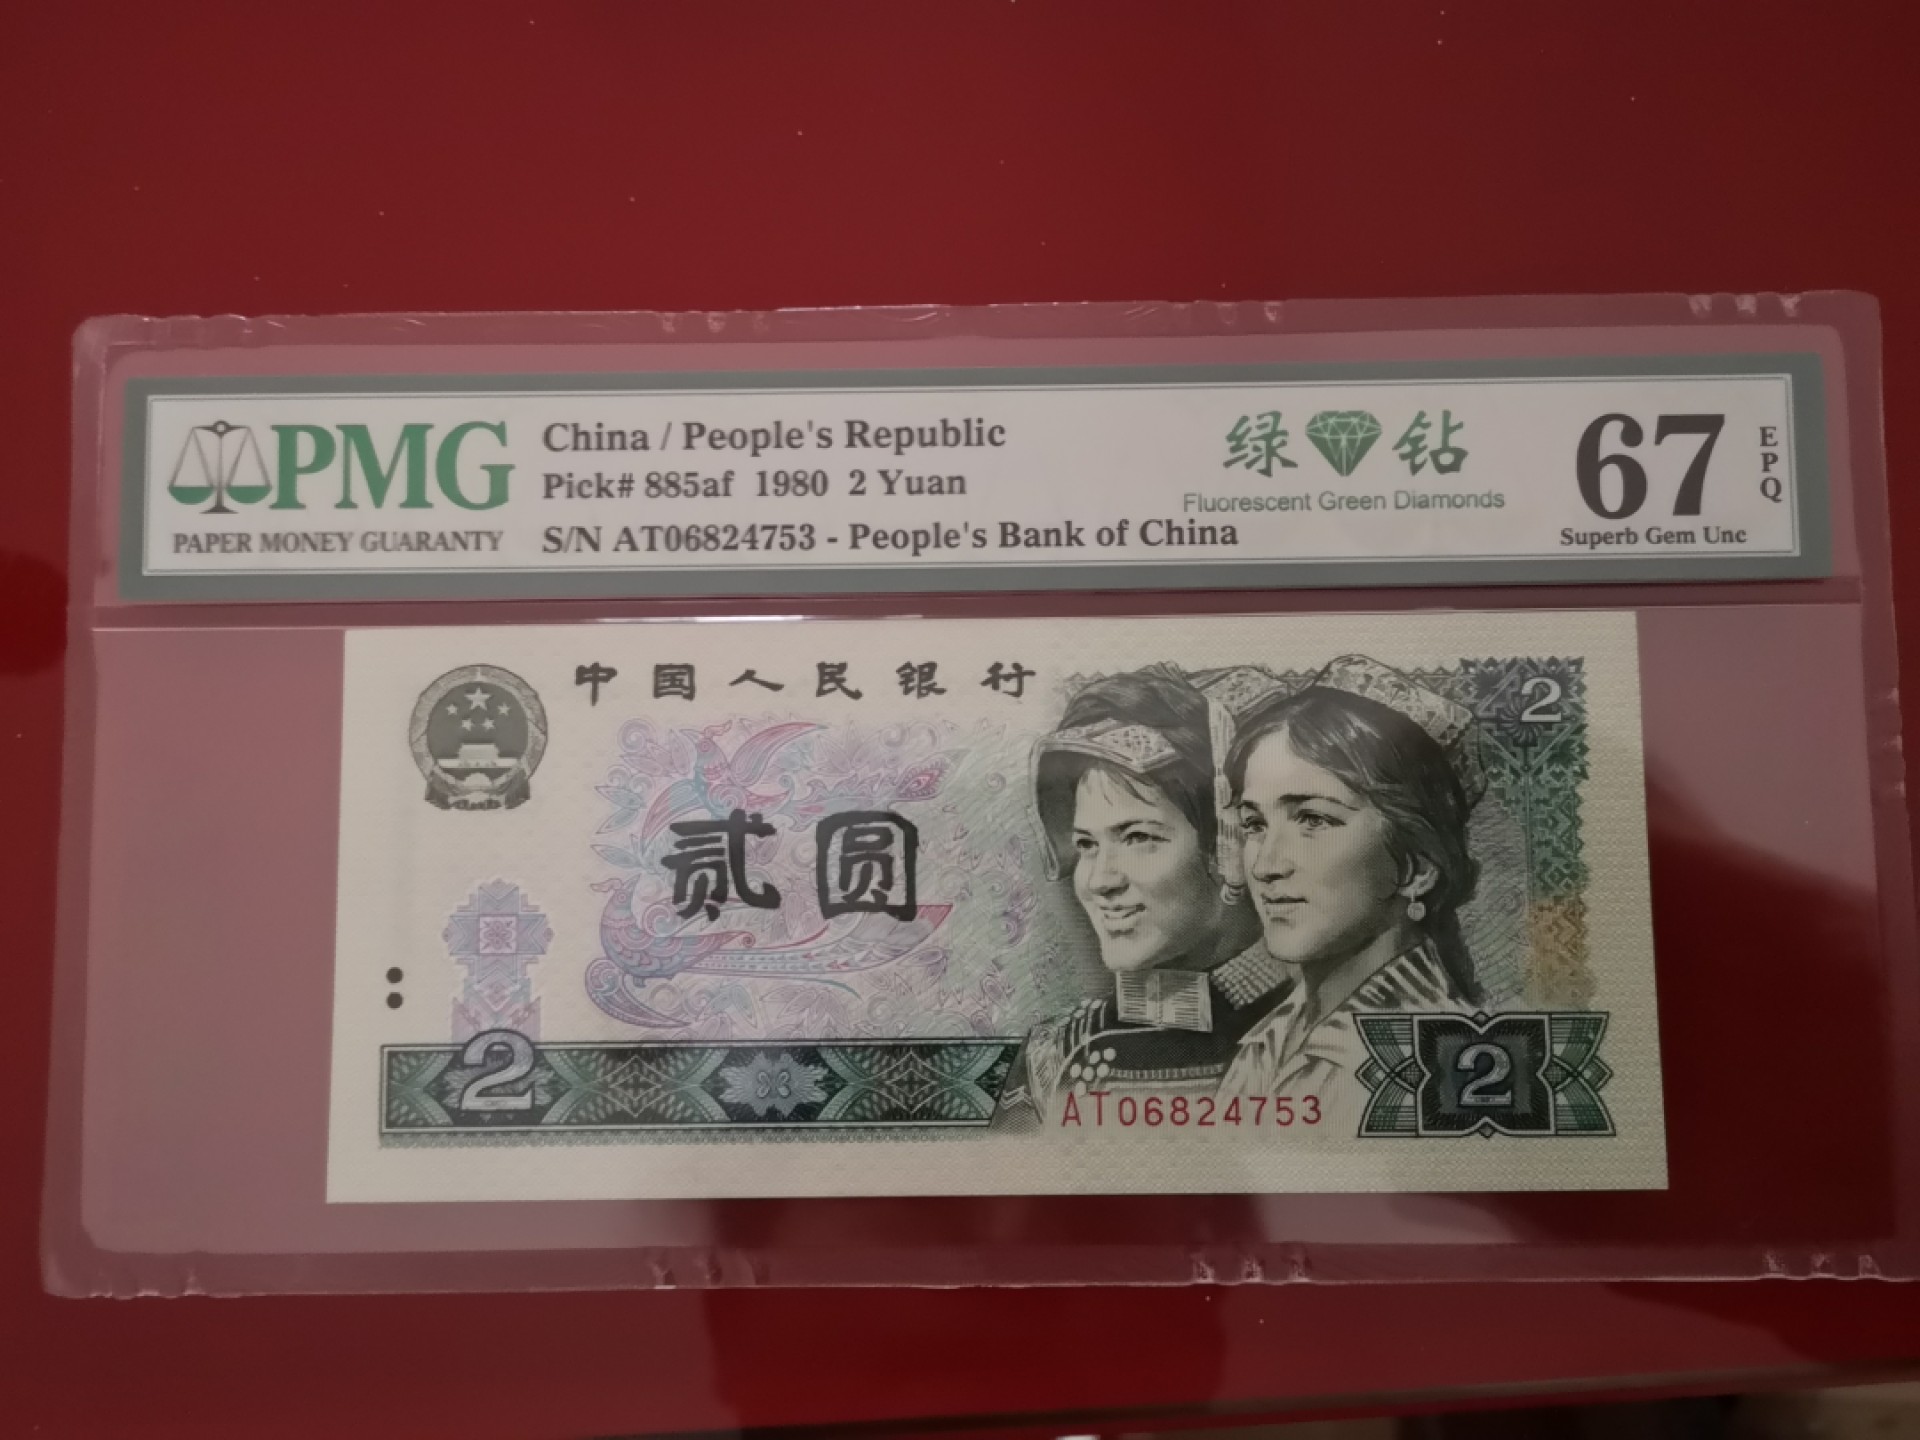 PMG
PAPER MONEY GUARANTY
China / People's Republic
Pick# 885af 1980 2 Yuan
S/N AT06824753 - People's Bank of China
绿钻
Fluorescent Green Diamonds
67
EPQ
Superb Gem Unc
中国人民银行
2
贰圆
2
AT06824753
2